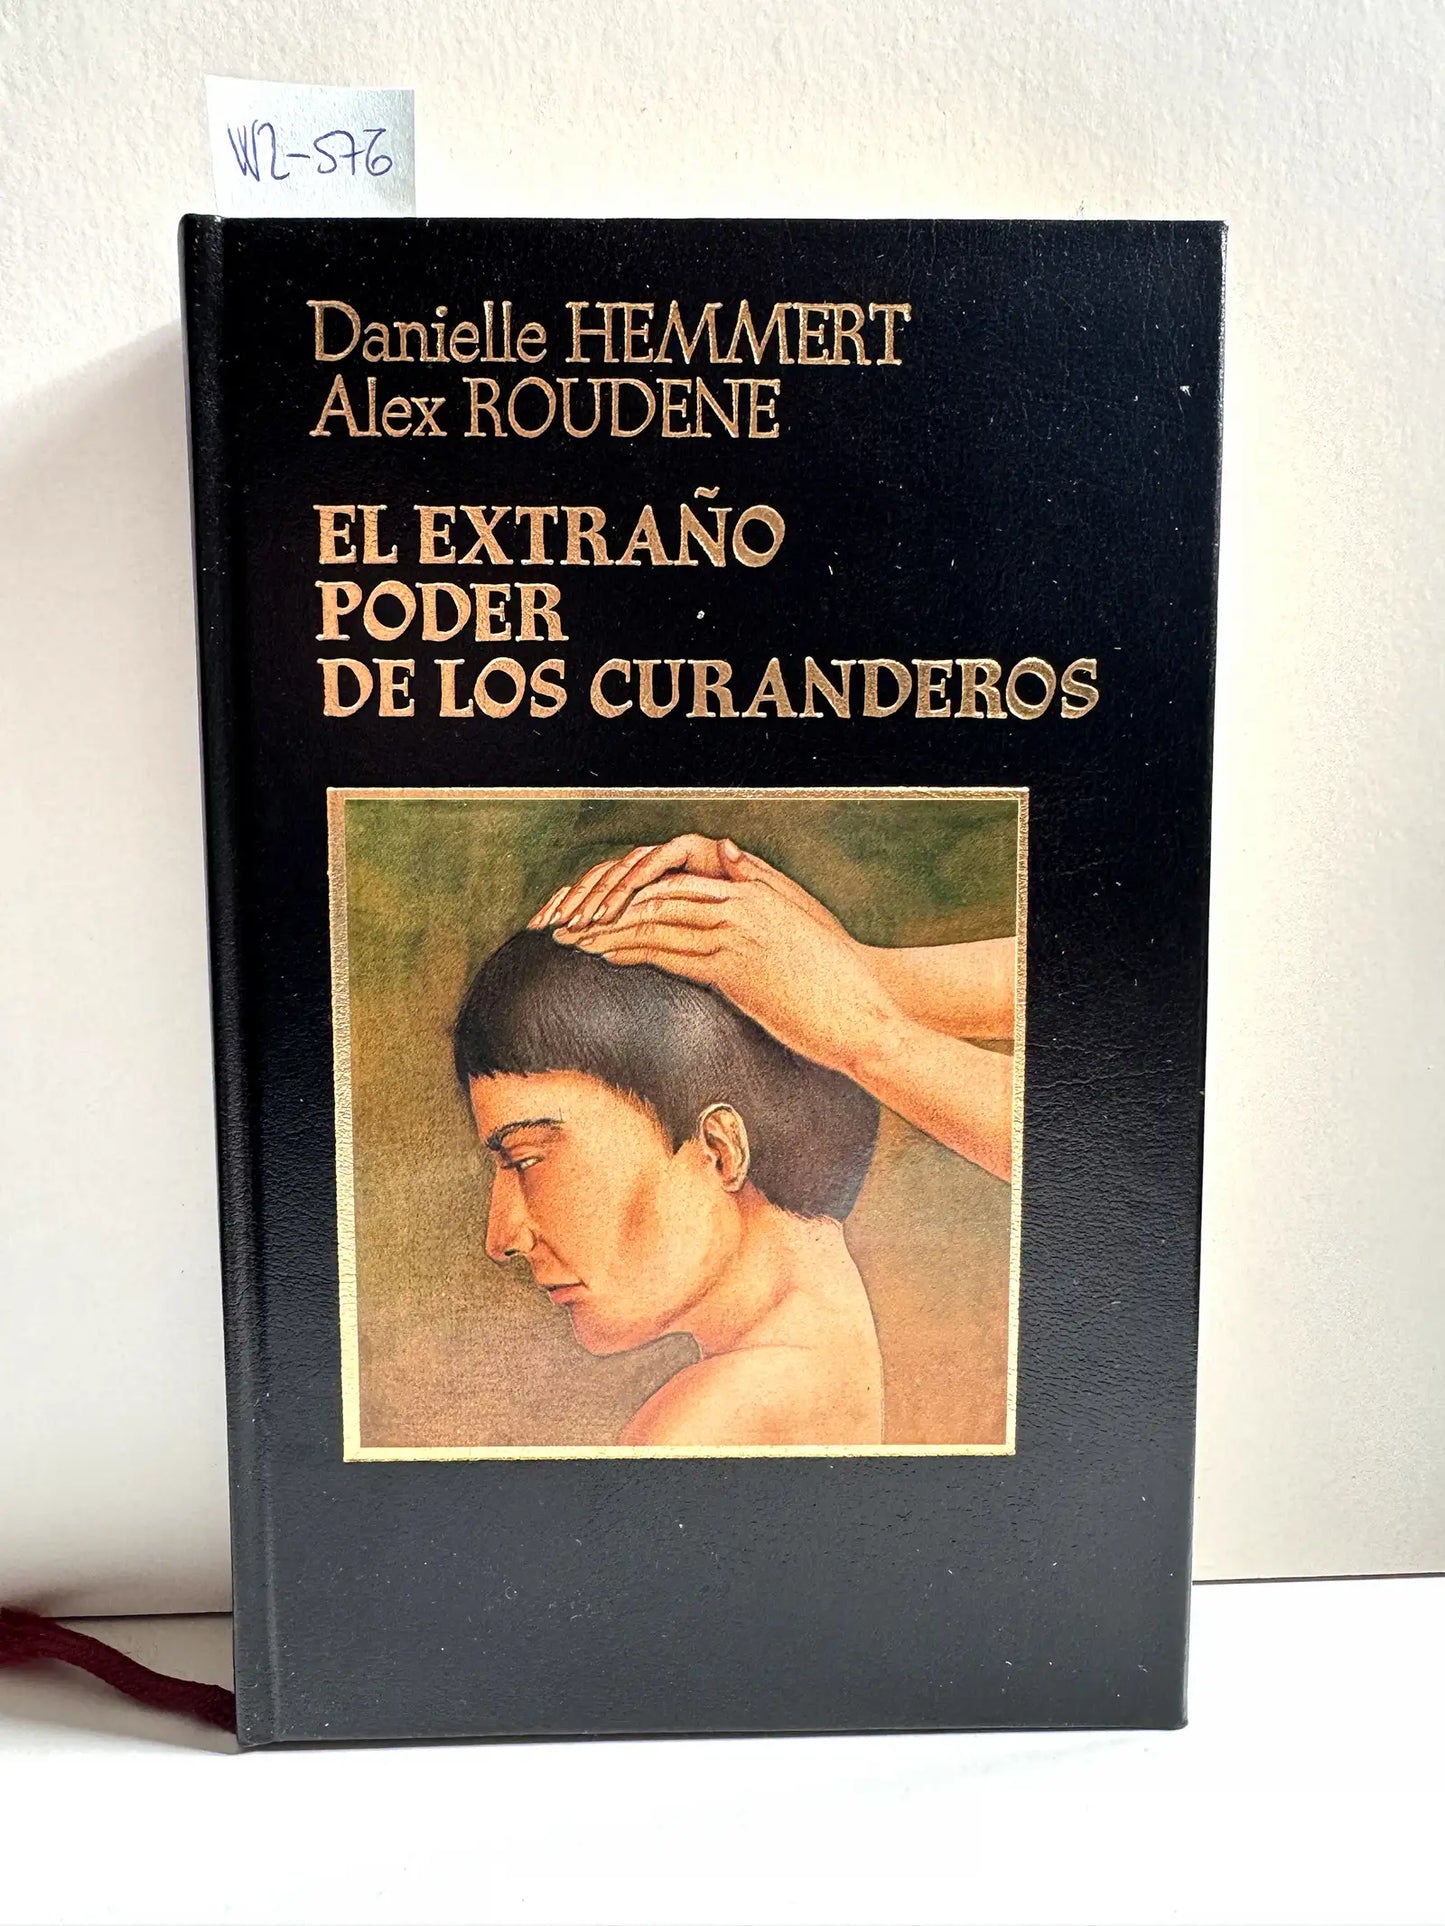 W2-576
Danielle HEMMERT
Alex ROUDENE
EL EXTRAÑO
PODER
DE LOS CURANDEROS